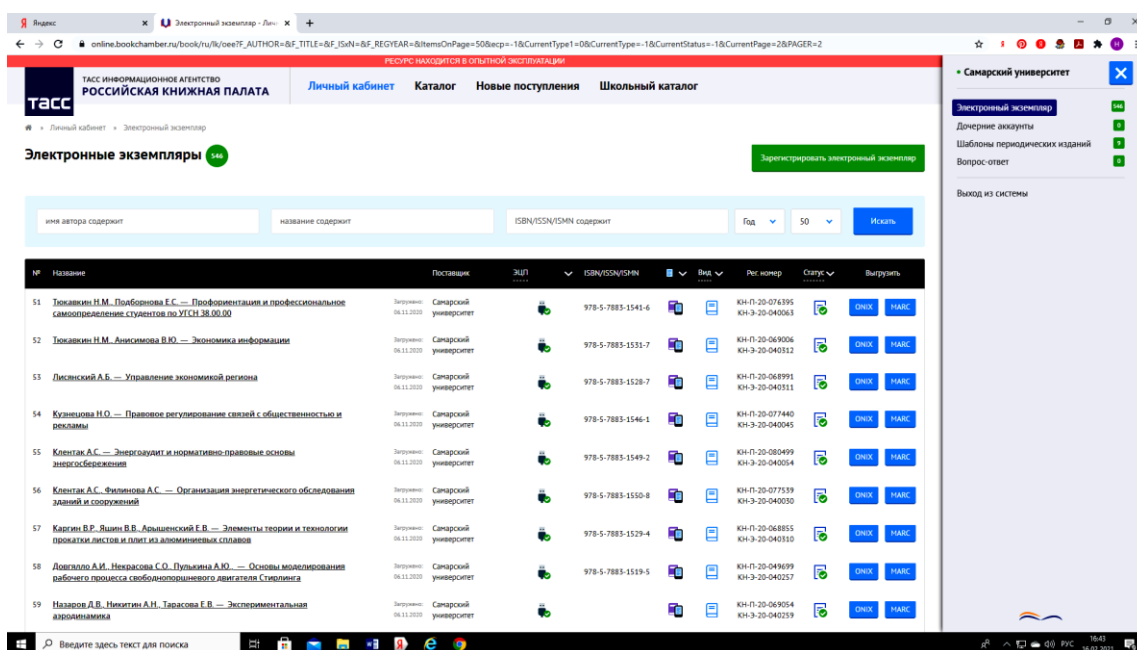 Яндекс
Электронный экземпляр - Лич
online.bookchamber.ru/book/ru/lk/oee?F_AUTHOR=&F_TITLE=&F_ISxN=&F_REGYEAR=&ItemsOnPage=50&ecp=-1&CurrentType1=0&CurrentType=-1&CurrentStatus=-1&CurrentPage=2&PAGER=2
РЕСУРС НАХОДИТСЯ В ОПЫТНОЙ ЭКСПЛУАТАЦИИ
ТАСС
ТАСС ИНФОРМАЦИОННОЕ АГЕНТСТВО
РОССИЙСКАЯ КНИЖНАЯ ПАЛАТА
Личный кабинет Каталог Новые поступления Школьный каталог
» Личный кабинет » Электронный экземпляр
Электронные экземпляры 546
Зарегистрировать электронный экземпляр
имя автора содержит название содержит ISBN/ISSN/ISMN содержит Год 50 Искать
№ Название Поставщик ЭЦП ISBN/ISSN/ISMN Вид Рег. номер Статус Выгрузить
51 Тюкавкин Н.М., Подборнова Е.С. — Профориентация и профессиональное Загружено: Самарский 978-5-7883-1541-6 КН-П-20-076395 ONIX MARC
самоопределение студентов по УГСН 38.00.00 06.11.2020 университет КН-Э-20-040063
52 Тюкавкин Н.М., Анисимова В.Ю. — Экономика информации Загружено: Самарский 978-5-7883-1531-7 КН-П-20-069006 ONIX MARC
06.11.2020 университет КН-Э-20-040312
53 Лисянский А.Б. — Управление экономикой региона Загружено: Самарский 978-5-7883-1528-7 КН-П-20-068991 ONIX MARC
06.11.2020 университет КН-Э-20-040311
54 Кузнецова Н.О. — Правовое регулирование связей с общественностью и Загружено: Самарский 978-5-7883-1546-1 КН-П-20-077440 ONIX MARC
рекламы 06.11.2020 университет КН-Э-20-040045
55 Клентак А.С. — Энергоаудит и нормативно-правовые основы Загружено: Самарский 978-5-7883-1549-2 КН-П-20-080499 ONIX MARC
энергосбережения 06.11.2020 университет КН-Э-20-040054
56 Клентак А.С., Филинова А.С. — Организация энергетического обследования Загружено: Самарский 978-5-7883-1550-8 КН-П-20-077539 ONIX MARC
зданий и сооружений 06.11.2020 университет КН-Э-20-040030
57 Каргин В.Р., Яшин В.В., Арышенский Е.В. — Элементы теории и технологии Загружено: Самарский 978-5-7883-1529-4 КН-П-20-068855 ONIX MARC
прокатки листов и плит из алюминиевых сплавов 06.11.2020 университет КН-Э-20-040310
58 Довгялло А.И., Некрасова С.О., Пулькина А.Ю., — Основы моделирования Загружено: Самарский 978-5-7883-1519-5 КН-П-20-049699 ONIX MARC
рабочего процесса свободнопоршневого двигателя Стирлинга 06.11.2020 университет КН-Э-20-040257
59 Назаров Д.В., Никитин А.Н., Тарасова Е.В. — Экспериментальная Загружено: Самарский КН-П-20-069054 ONIX MARC
аэродинамика 06.11.2020 университет КН-Э-20-040259
Самарский университет
Электронный экземпляр 546
Дочерние аккаунты 0
Шаблоны периодических изданий 9
Вопрос-ответ 0
Выход из системы
Введите здесь текст для поиска
РУС
16:43
16.03.2021